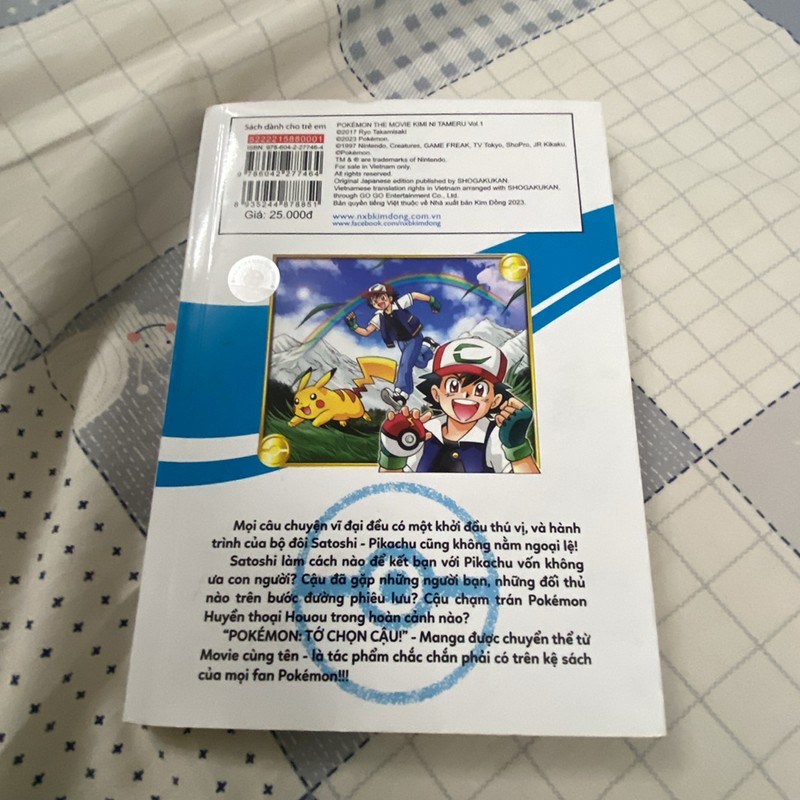 Sách dành cho trẻ em
5222215880001
ISBN: 978-604-2-27746-4
9 786042 277464
8 935244 878851
Giá: 25.000đ
POKÉMON THE MOVIE KIMI NI KIMERU Vol.1
©2017 Ryo Takamisaki
©2023 Pokémon.
©1997 Nintendo, Creatures, GAME FREAK, TV Tokyo, ShoPro, JR Kikaku.
©Pokémon.
TM & ® are trademarks of Nintendo.
For sale in Vietnam only.
All rights reserved.
Original Japanese edition published by SHOGAKUKAN.
Vietnamese translation rights in Vietnam arranged with SHOGAKUKAN,
through GO GO Entertainment Co., Ltd.
Bản quyền tiếng Việt thuộc về Nhà xuất bản Kim Đồng 2023.
www.nxbkimdong.com.vn
www.facebook.com/nxbkimdong
Mọi câu chuyện vĩ đại đều có một khởi đầu thú vị, và hành
trình của bộ đôi Satoshi - Pikachu cũng không nằm ngoại lệ!
Satoshi làm cách nào để kết bạn với Pikachu vốn không
ưa con người? Cậu đã gặp những người bạn, những đối thủ
nào trên bước đường phiêu lưu? Cậu chạm trán Pokémon
Huyền thoại Houou trong hoàn cảnh nào?
"POKÉMON: TỚ CHỌN CẬU!" - Manga được chuyển thể từ
Movie cùng tên - là tác phẩm chắc chắn phải có trên kệ sách
của mọi fan Pokémon!!!